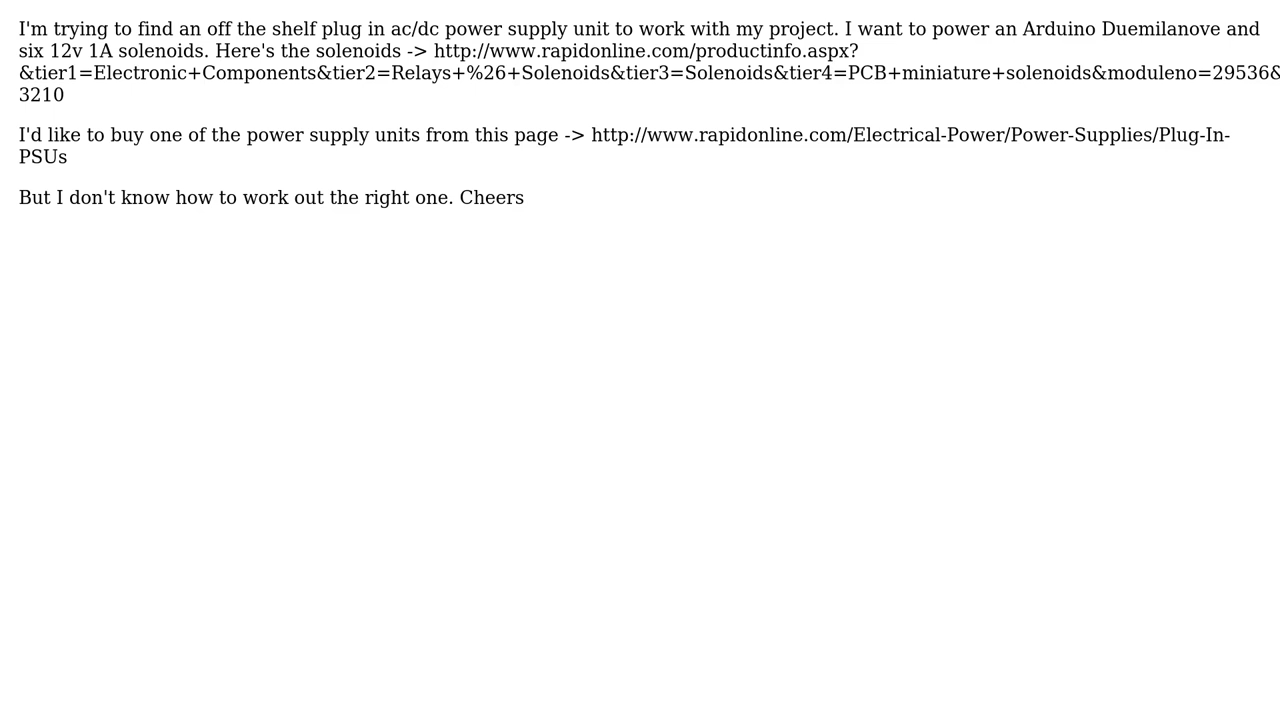 I'm trying to find an off the shelf plug in ac/dc power supply unit to work with my project. I want to power an Arduino Duemilanove and
six 12v 1A solenoids. Here's the solenoids -> http://www.rapidonline.com/productinfo.aspx?
&tier1=Electronic+Components&tier2=Relays+%26+Solenoids&tier3=Solenoids&tier4=PCB+miniature+solenoids&moduleno=29536&
3210
I'd like to buy one of the power supply units from this page -> http://www.rapidonline.com/Electrical-Power/Power-Supplies/Plug-In-
PSUs
But I don't know how to work out the right one. Cheers